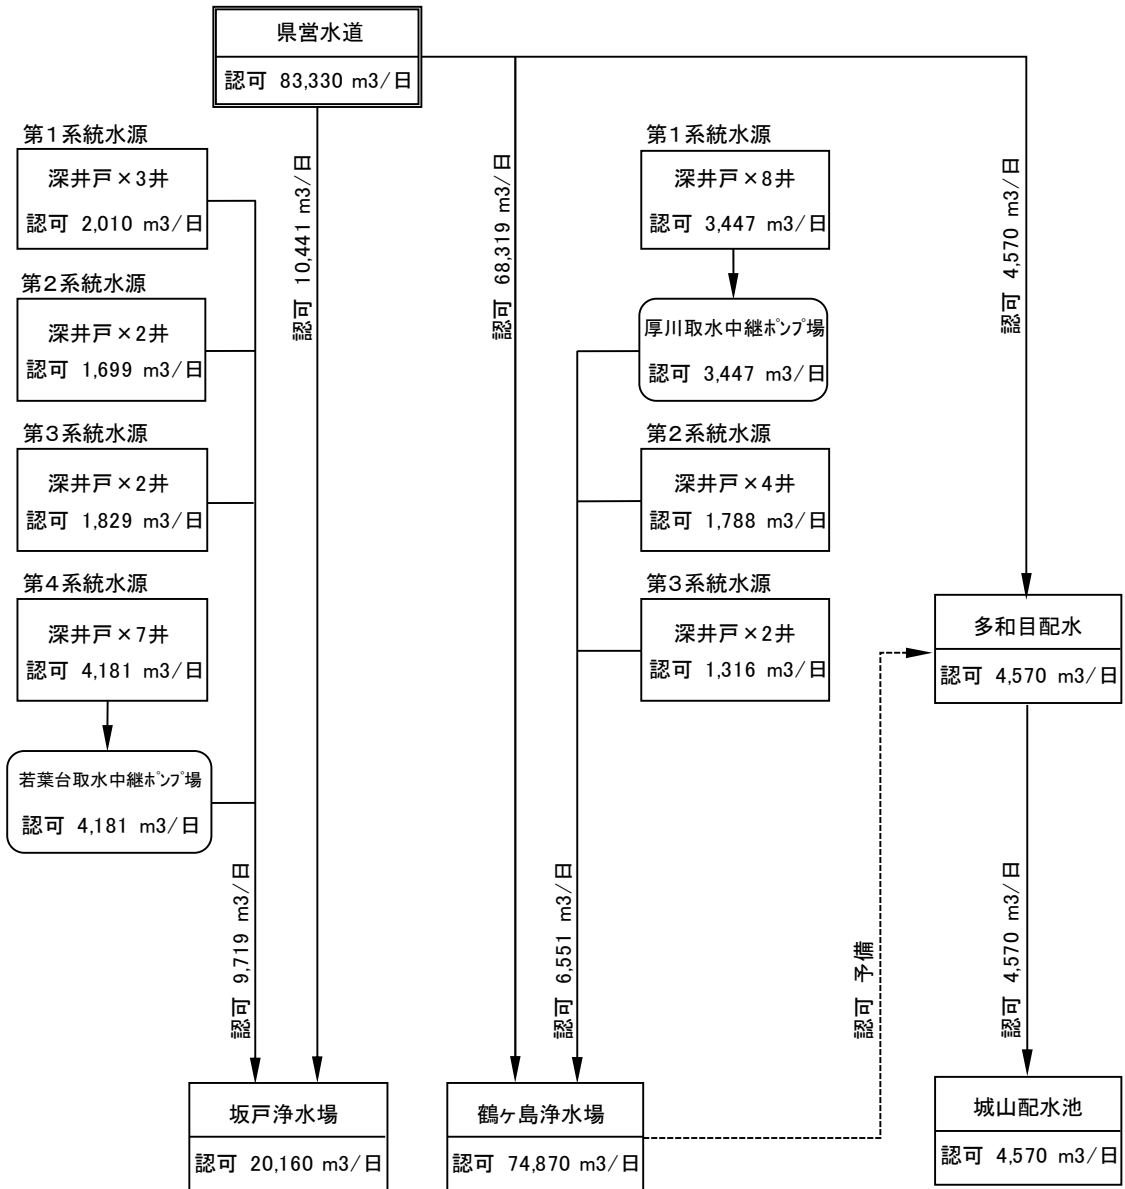 県営水道
認可 83,330 m3/日
第1系統水源
深井戸×3井
認可 2,010 m3/日
第2系統水源
深井戸×2井
認可 1,699 m3/日
第3系統水源
深井戸×2井
認可 1,829 m3/日
第4系統水源
深井戸×7井
認可 4,181 m3/日
若葉台取水中継ポンプ場
認可 4,181 m3/日
認可 9,719 m3/日
認可 10,441 m3/日
認可 68,319 m3/日
第1系統水源
深井戸×8井
認可 3,447 m3/日
厚川取水中継ポンプ場
認可 3,447 m3/日
第2系統水源
深井戸×4井
認可 1,788 m3/日
第3系統水源
深井戸×2井
認可 1,316 m3/日
認可 6,551 m3/日
認可 4,570 m3/日
多和目配水
認可 4,570 m3/日
認可 予備
認可 4,570 m3/日
坂戸浄水場
認可 20,160 m3/日
鶴ヶ島浄水場
認可 74,870 m3/日
城山配水池
認可 4,570 m3/日